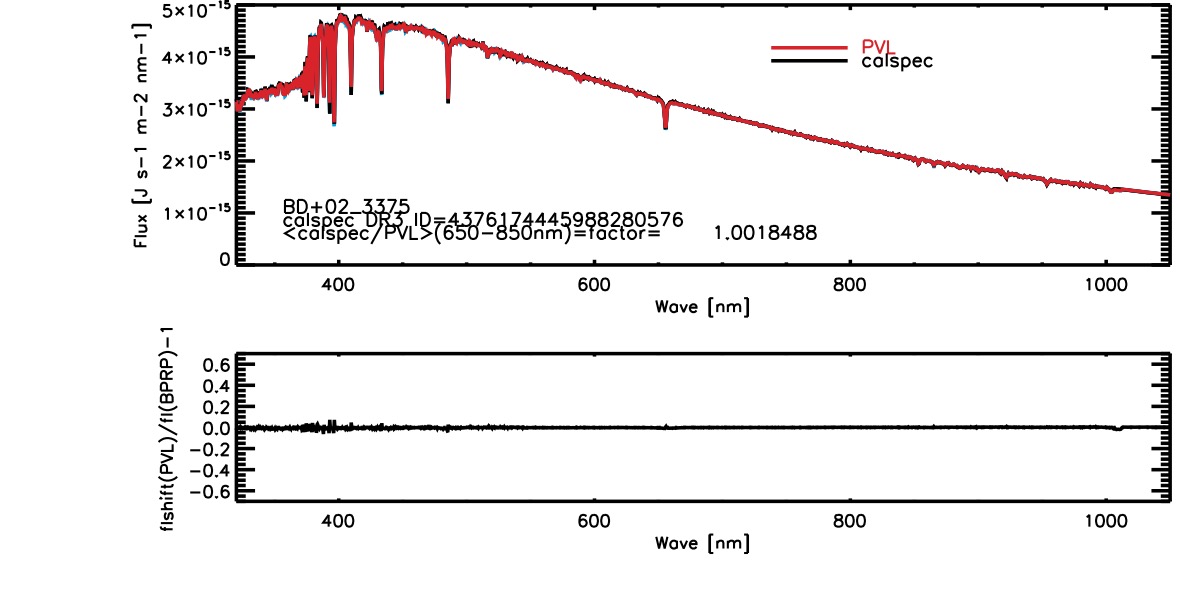 5×10⁻¹⁵
4×10⁻¹⁵
3×10⁻¹⁵
2×10⁻¹⁵
1×10⁻¹⁵
0
Flux [J s−1 m−2 nm−1]
PVL
calspec
BD+02_3375
calspec DR3 ID=4376174445988280576
<calspec/PVL>(650−850nm)=factor= 1.0018488
400 600 800 1000
Wave [nm]
0.6
0.4
0.2
0.0
−0.2
−0.4
−0.6
flshift(PVL)/fl(BPRP)−1
400 600 800 1000
Wave [nm]